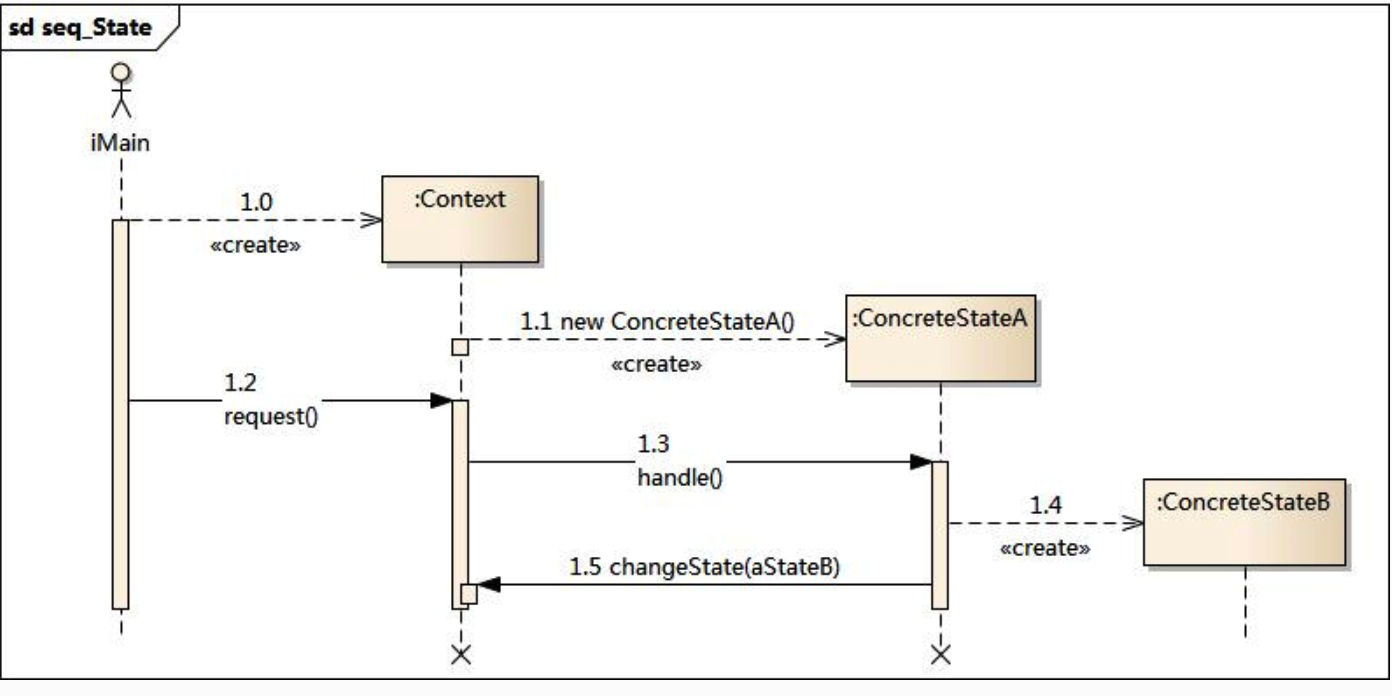 sd seq_State
iMain
1.0
«create»
:Context
1.1 new ConcreteStateA()
«create»
:ConcreteStateA
1.2
request()
1.3
handle()
1.4
«create»
:ConcreteStateB
1.5 changeState(aStateB)